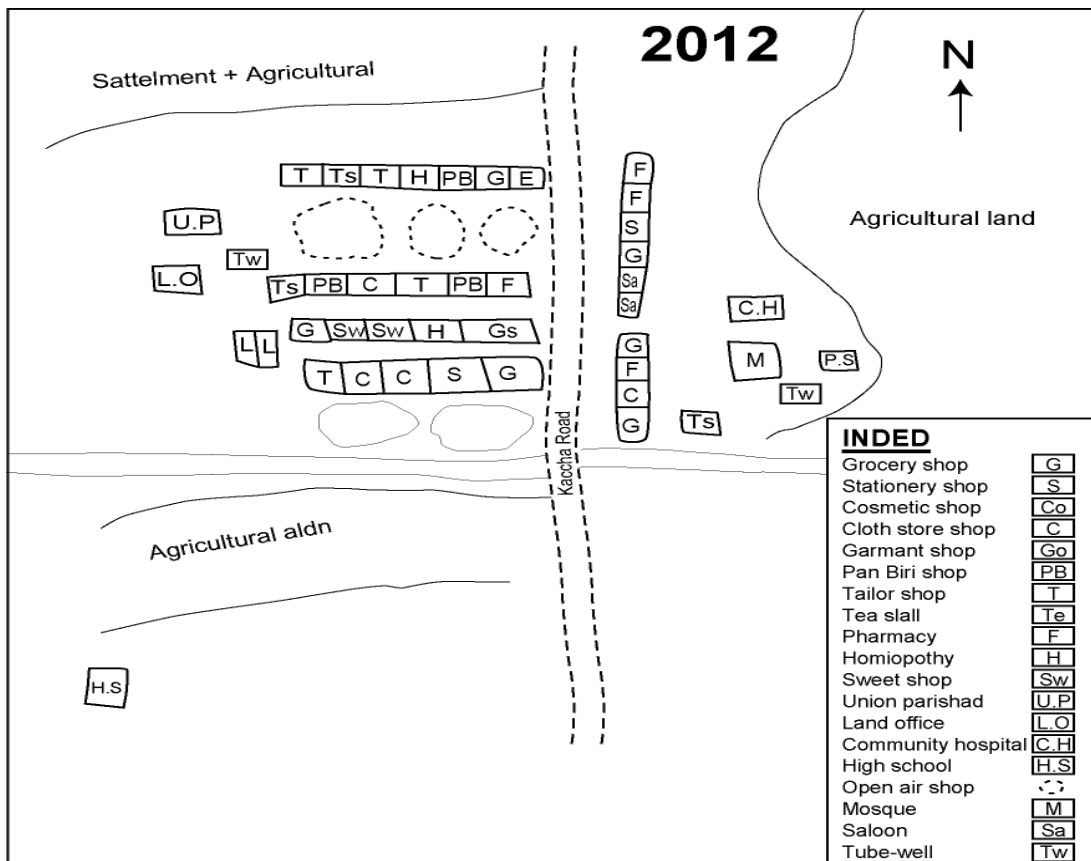 2012
N
Sattelment + Agricultural
T Ts T H PB G E
F
F
S
G
Sa
Sa
U.P
Agricultural land
Tw
L.O
Ts PB C T PB F
C.H
G Sw Sw H Gs
L L
G
F
C
G
M
P.S
T C C S G
Tw
Ts
Kaccha Road
Agricultural aldn
H.S
INDED
Grocery shop G
Stationery shop S
Cosmetic shop Co
Cloth store shop C
Garmant shop Go
Pan Biri shop PB
Tailor shop T
Tea slall Te
Pharmacy F
Homiopothy H
Sweet shop Sw
Union parishad U.P
Land office L.O
Community hospital C.H
High school H.S
Open air shop
Mosque M
Saloon Sa
Tube-well Tw